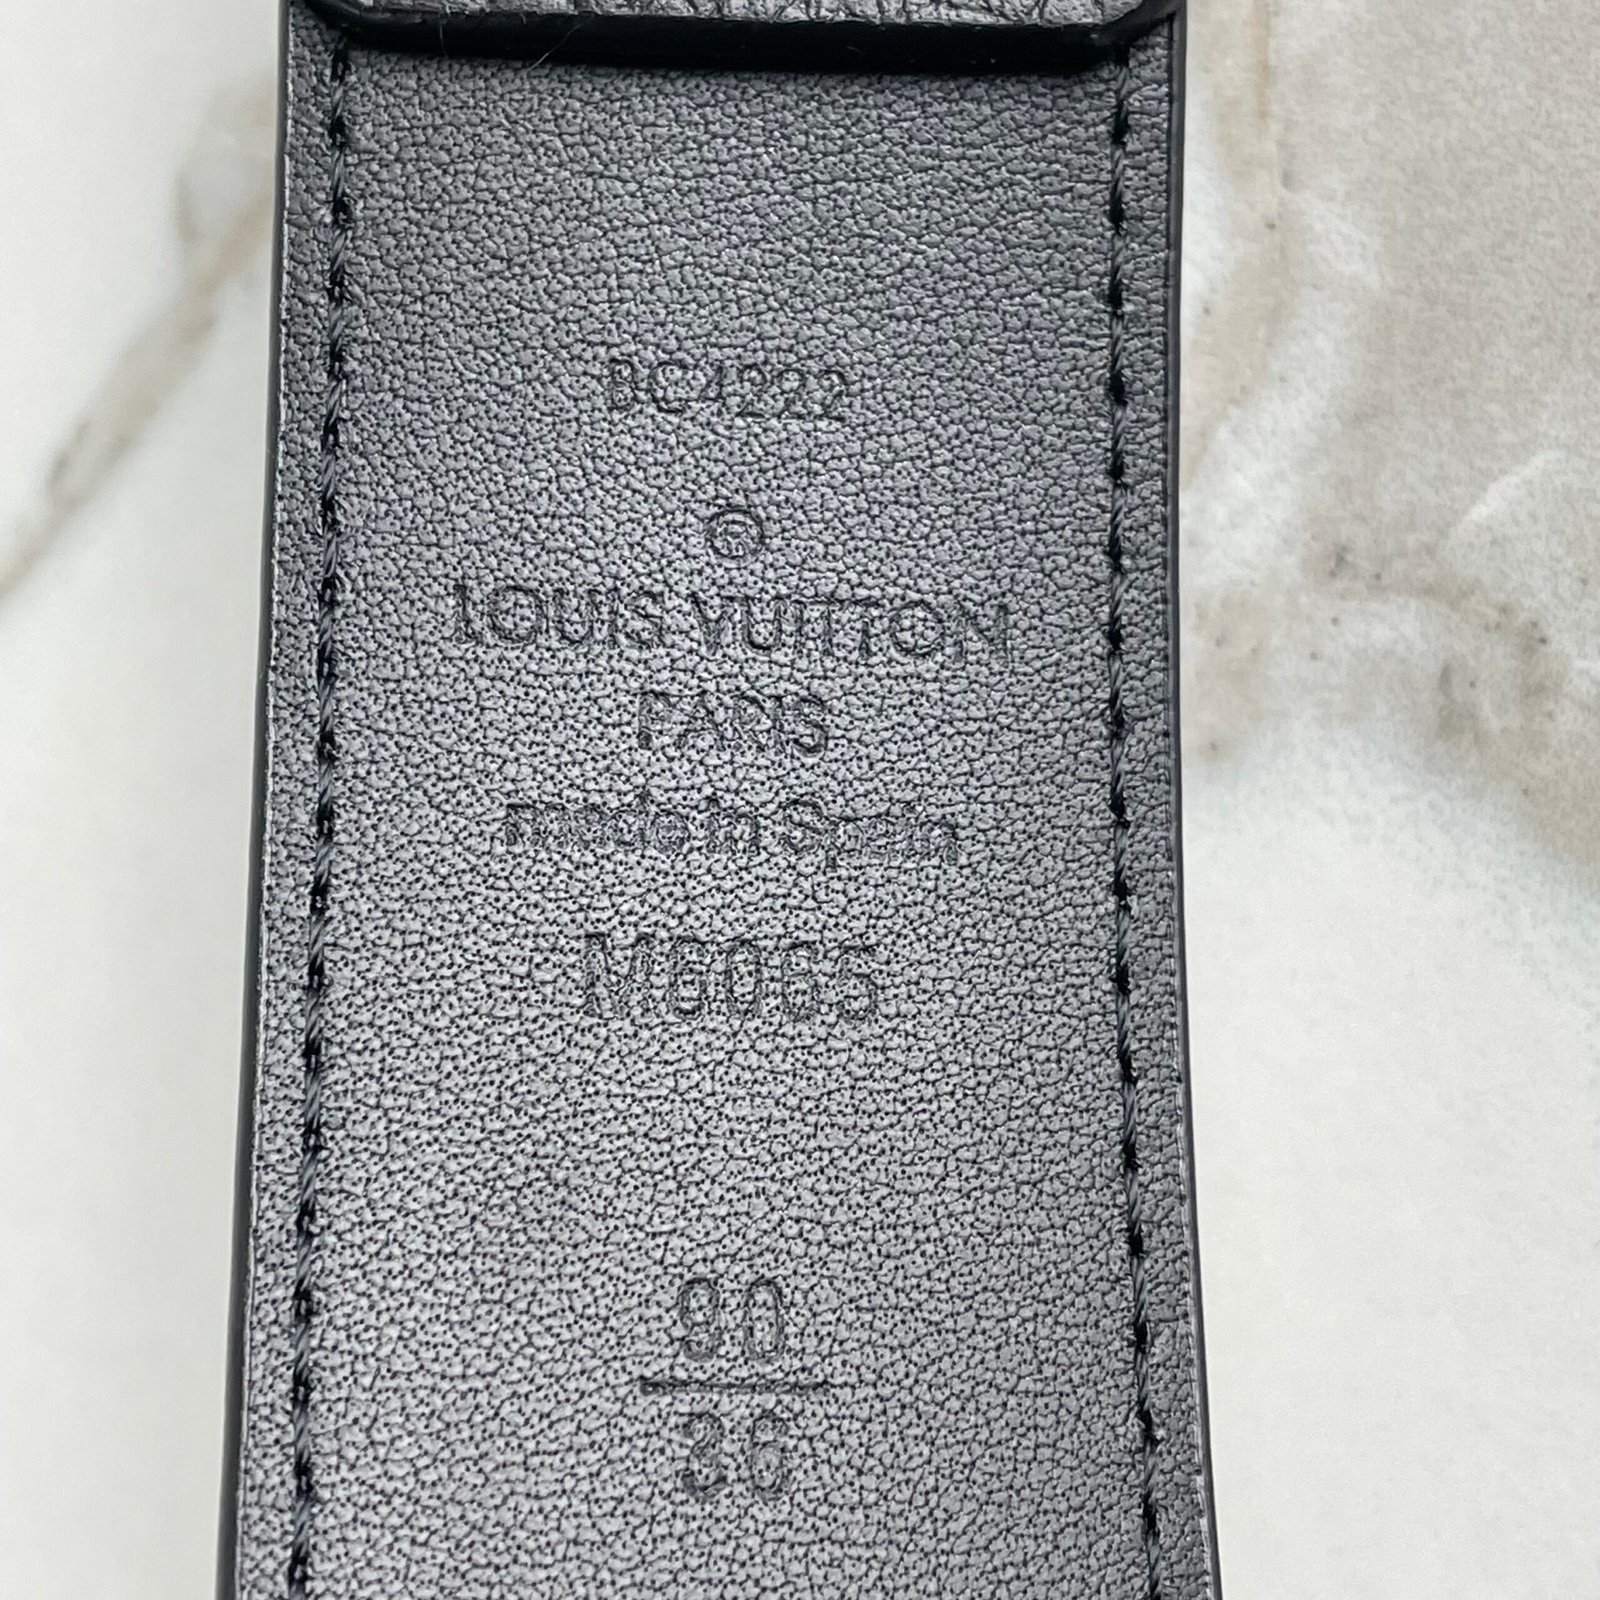 BC4222
®
LOUIS VUITTON
PARIS
made in Spain
M6065
90
36